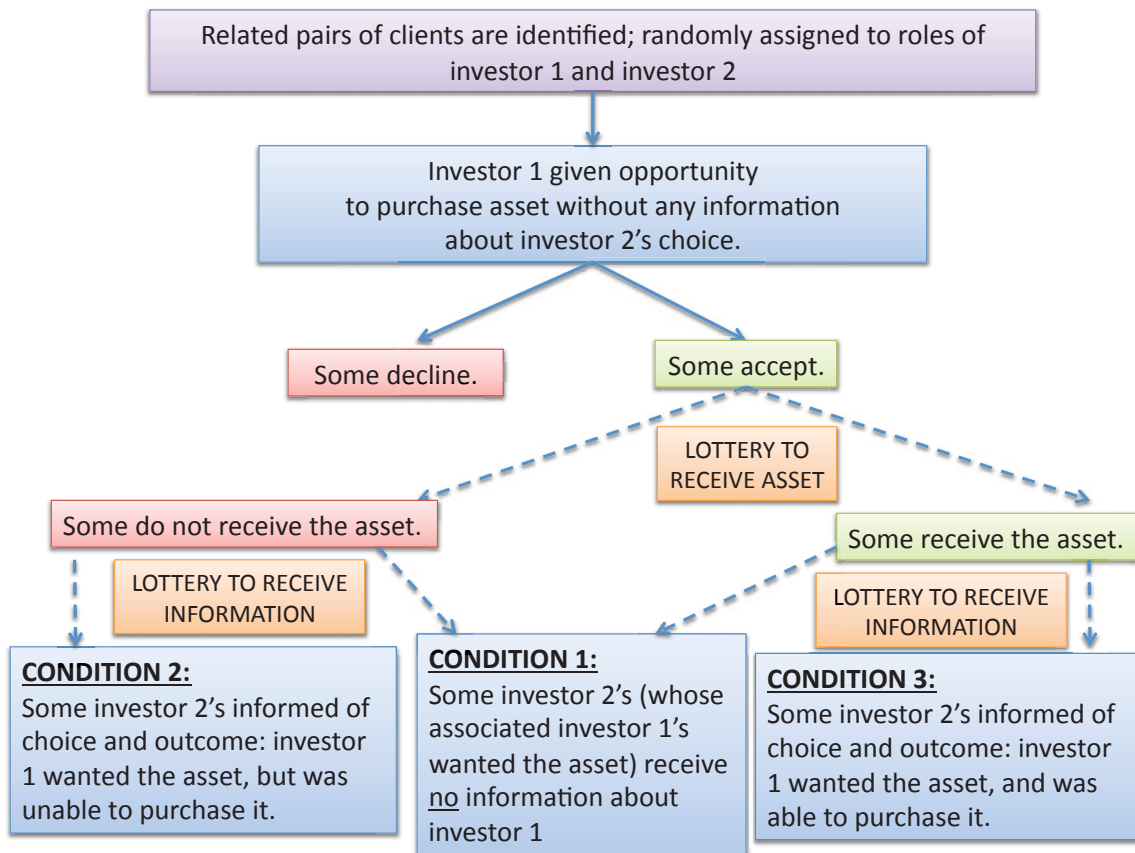 Related pairs of clients are identified; randomly assigned to roles of
investor 1 and investor 2
Investor 1 given opportunity
to purchase asset without any information
about investor 2’s choice.
Some decline.
Some accept.
LOTTERY TO
RECEIVE ASSET
Some do not receive the asset.
Some receive the asset.
LOTTERY TO RECEIVE
INFORMATION
LOTTERY TO RECEIVE
INFORMATION
CONDITION 2:
Some investor 2’s informed of
choice and outcome: investor
1 wanted the asset, but was
unable to purchase it.
CONDITION 1:
Some investor 2’s (whose
associated investor 1’s
wanted the asset) receive
no information about
investor 1
CONDITION 3:
Some investor 2’s informed of
choice and outcome: investor
1 wanted the asset, and was
able to purchase it.